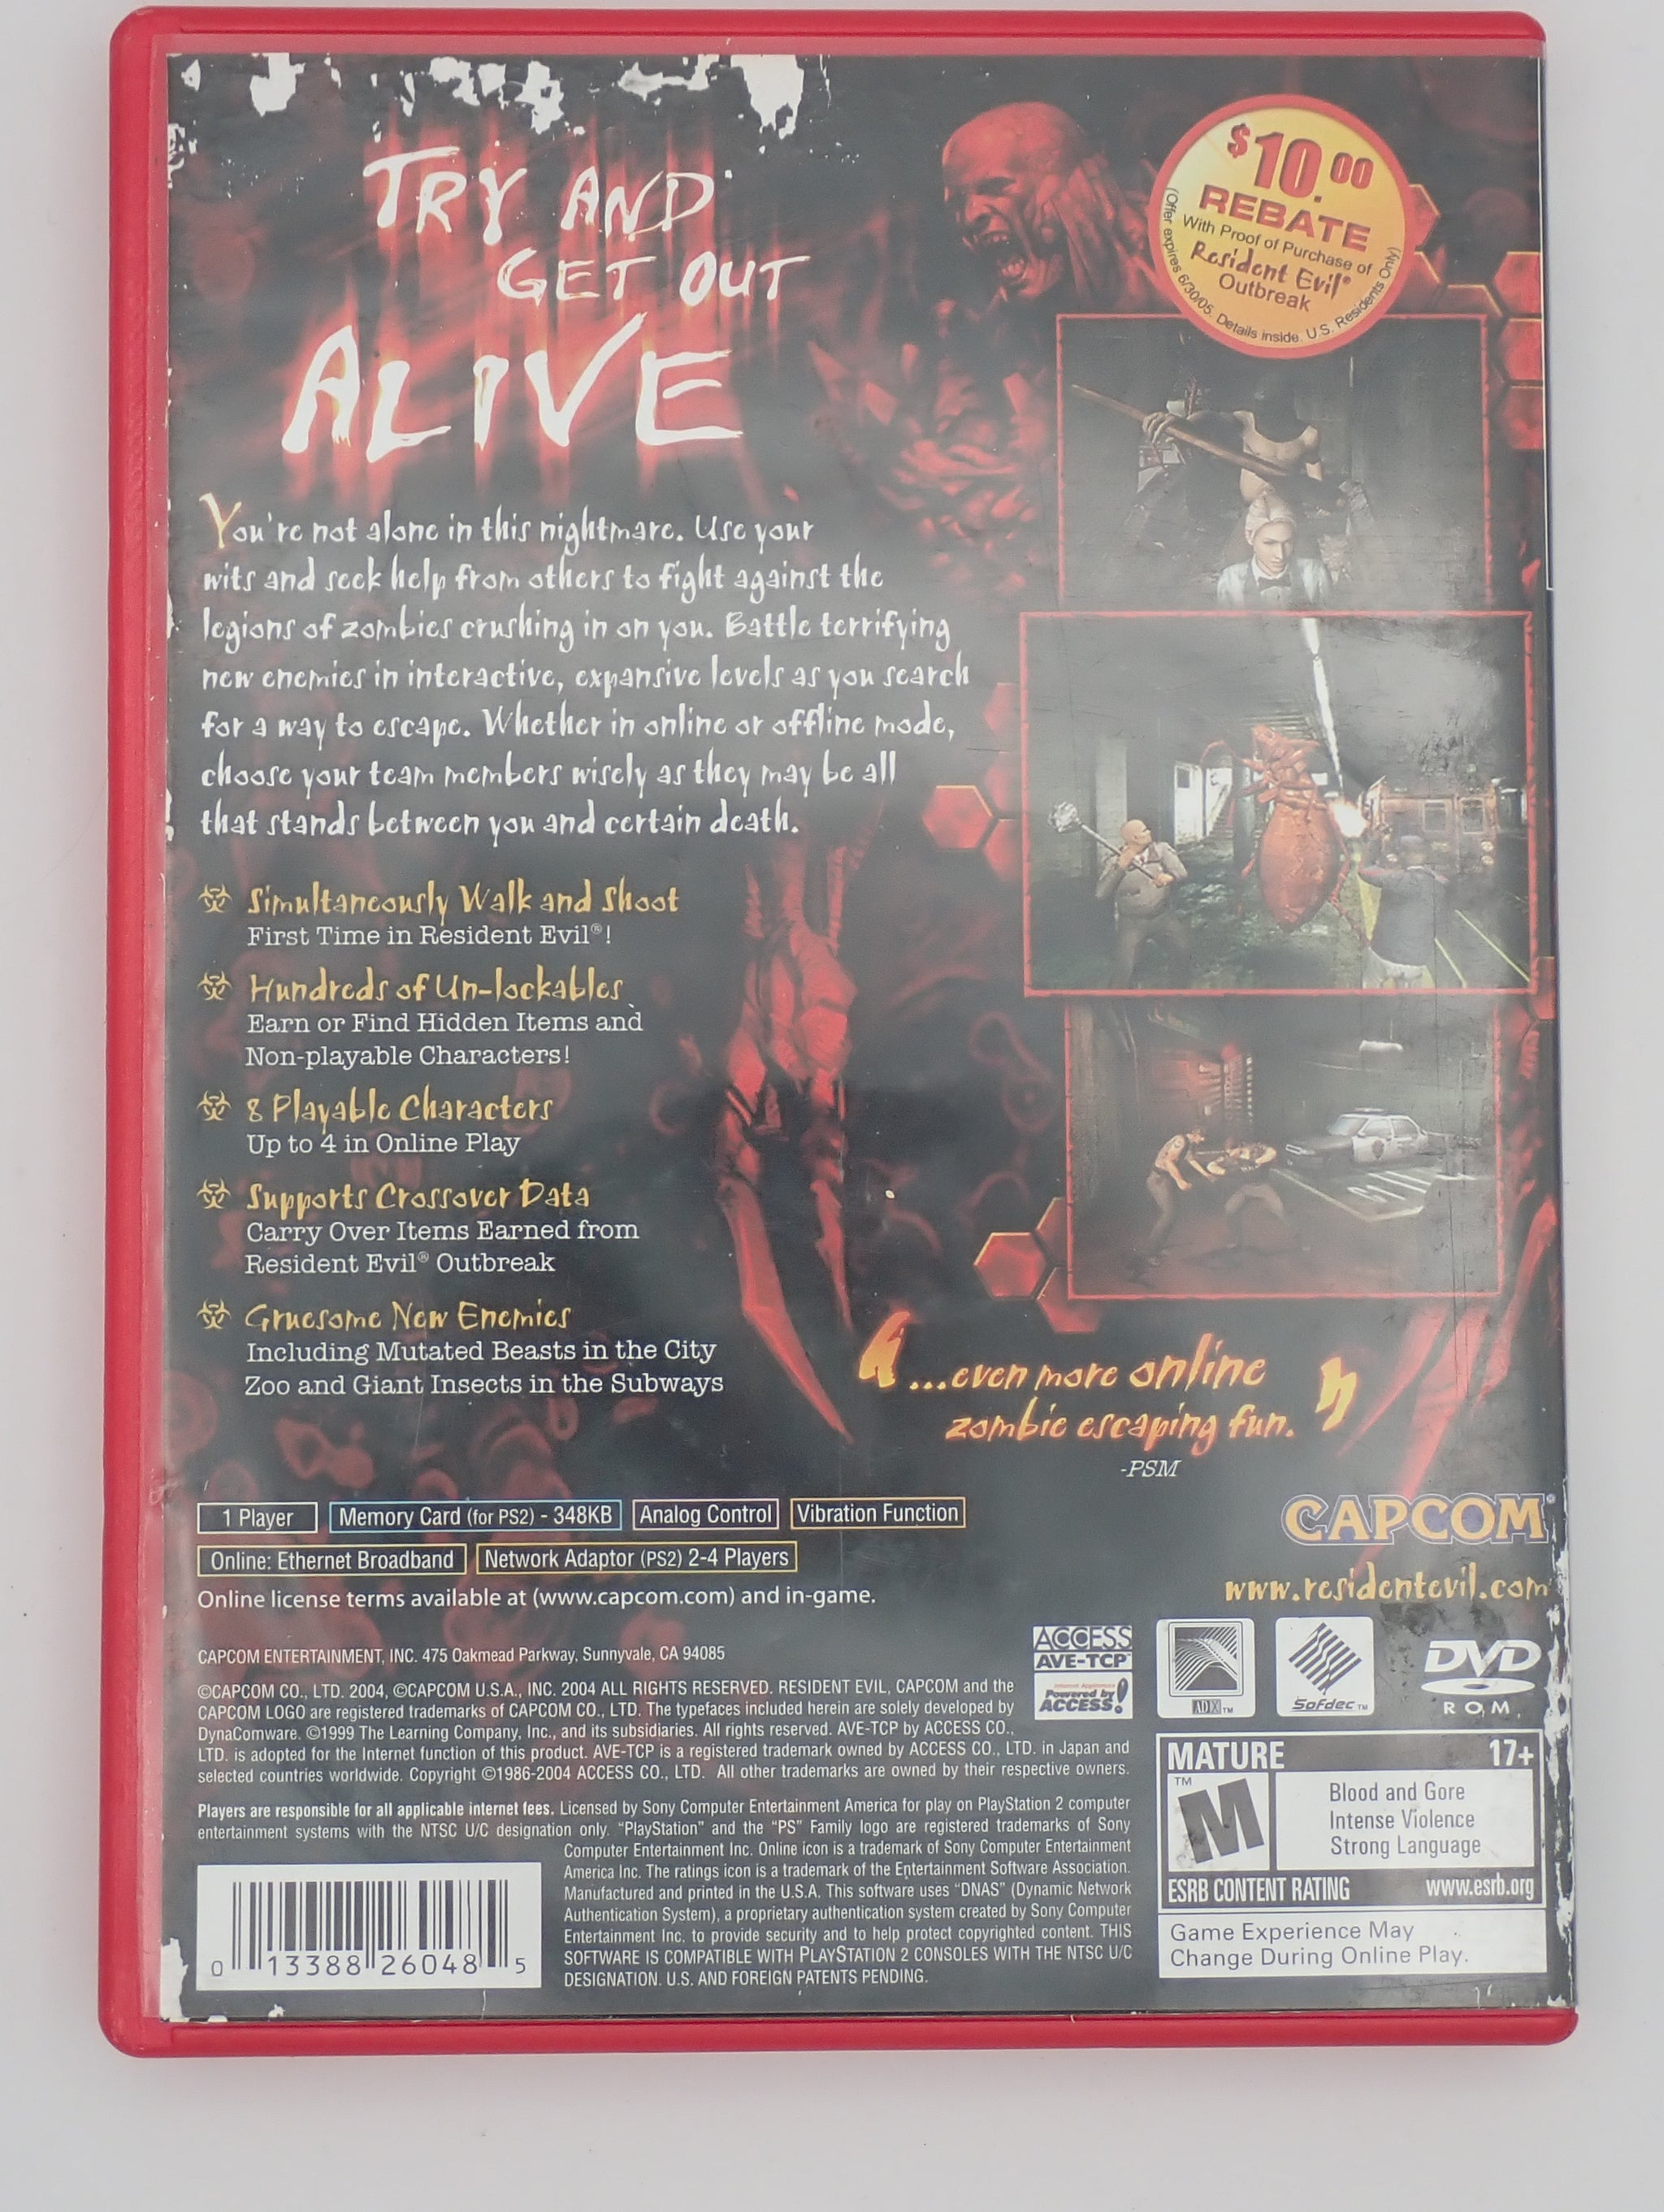 TRY AND
GET OUT
ALIVE
$10.00
REBATE
With Proof of Purchase of
Resident Evil®
Outbreak
(Offer expires 6/30/05. Details inside. U.S. Residents Only)
You're not alone in this nightmare. Use your
wits and seek help from others to fight against the
legions of zombies crushing in on you. Battle terrifying
new enemies in interactive, expansive levels as you search
for a way to escape. Whether in online or offline mode,
choose your team members wisely as they may be all
that stands between you and certain death.
Simultaneously Walk and Shoot
First Time in Resident Evil®!
Hundreds of Un-lockables
Earn or Find Hidden Items and
Non-playable Characters!
8 Playable Characters
Up to 4 in Online Play
Supports Crossover Data
Carry Over Items Earned from
Resident Evil® Outbreak
Gruesome New Enemies
Including Mutated Beasts in the City
Zoo and Giant Insects in the Subways
"...even more online
zombie escaping fun."
-PSM
1 Player
Memory Card (for PS2) - 348KB
Analog Control
Vibration Function
Online: Ethernet Broadband
Network Adaptor (PS2) 2-4 Players
Online license terms available at (www.capcom.com) and in-game.
CAPCOM®
www.residentevil.com
CAPCOM ENTERTAINMENT, INC. 475 Oakmead Parkway, Sunnyvale, CA 94085
©CAPCOM CO., LTD. 2004, ©CAPCOM U.S.A., INC. 2004 ALL RIGHTS RESERVED. RESIDENT EVIL, CAPCOM and the
CAPCOM LOGO are registered trademarks of CAPCOM CO., LTD. The typefaces included herein are solely developed by
DynaComware. ©1999 The Learning Company, Inc., and its subsidiaries. All rights reserved. AVE-TCP by ACCESS CO.,
LTD. is adopted for the Internet function of this product. AVE-TCP is a registered trademark owned by ACCESS CO., LTD. in Japan and
selected countries worldwide. Copyright ©1986-2004 ACCESS CO., LTD. All other trademarks are owned by their respective owners.
ACCESS
AVE-TCP™
Internet Appliances
Powered by
ACCESS!
ADX™
Sofdec™
DVD
ROM
Players are responsible for all applicable internet fees. Licensed by Sony Computer Entertainment America for play on PlayStation 2 computer
entertainment systems with the NTSC U/C designation only. “PlayStation” and the “PS” Family logo are registered trademarks of Sony
Computer Entertainment Inc. Online icon is a trademark of Sony Computer Entertainment
America Inc. The ratings icon is a trademark of the Entertainment Software Association.
Manufactured and printed in the U.S.A. This software uses “DNAS” (Dynamic Network
Authentication System), a proprietary authentication system created by Sony Computer
Entertainment Inc. to provide security and to help protect copyrighted content. THIS
SOFTWARE IS COMPATIBLE WITH PLAYSTATION 2 CONSOLES WITH THE NTSC U/C
DESIGNATION. U.S. AND FOREIGN PATENTS PENDING.
0 13388 26048 5
MATURE 17+
™
M
Blood and Gore
Intense Violence
Strong Language
ESRB CONTENT RATING www.esrb.org
Game Experience May
Change During Online Play.